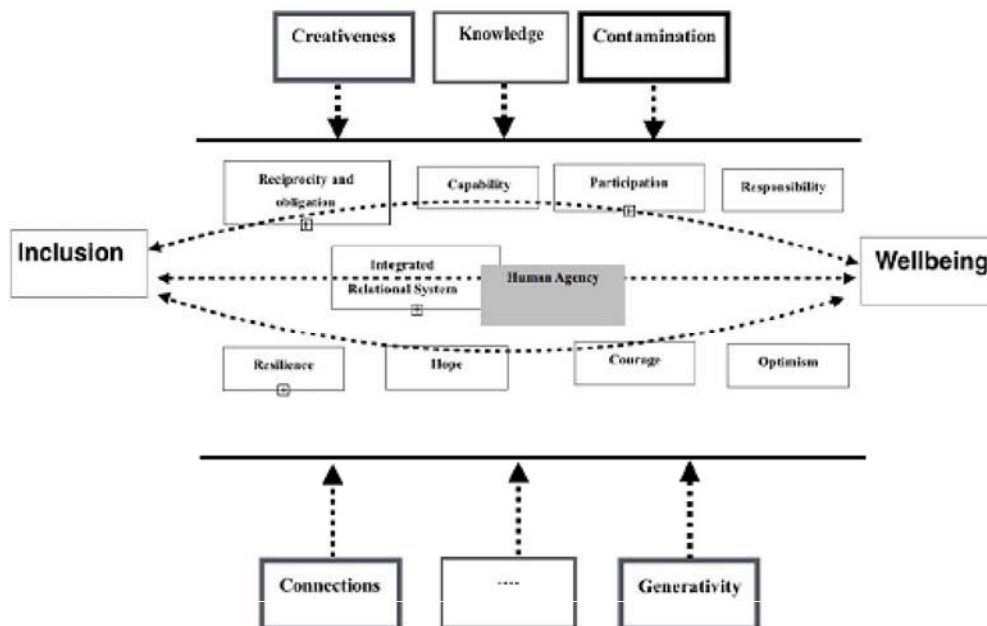 Creativeness
Knowledge
Contamination
Reciprocity and
obligation
Capability
Participation
Responsibility
Inclusion
Integrated
Relational System
Human Agency
Wellbeing
Resilience
Hope
Courage
Optimism
Connections
....
Generativity